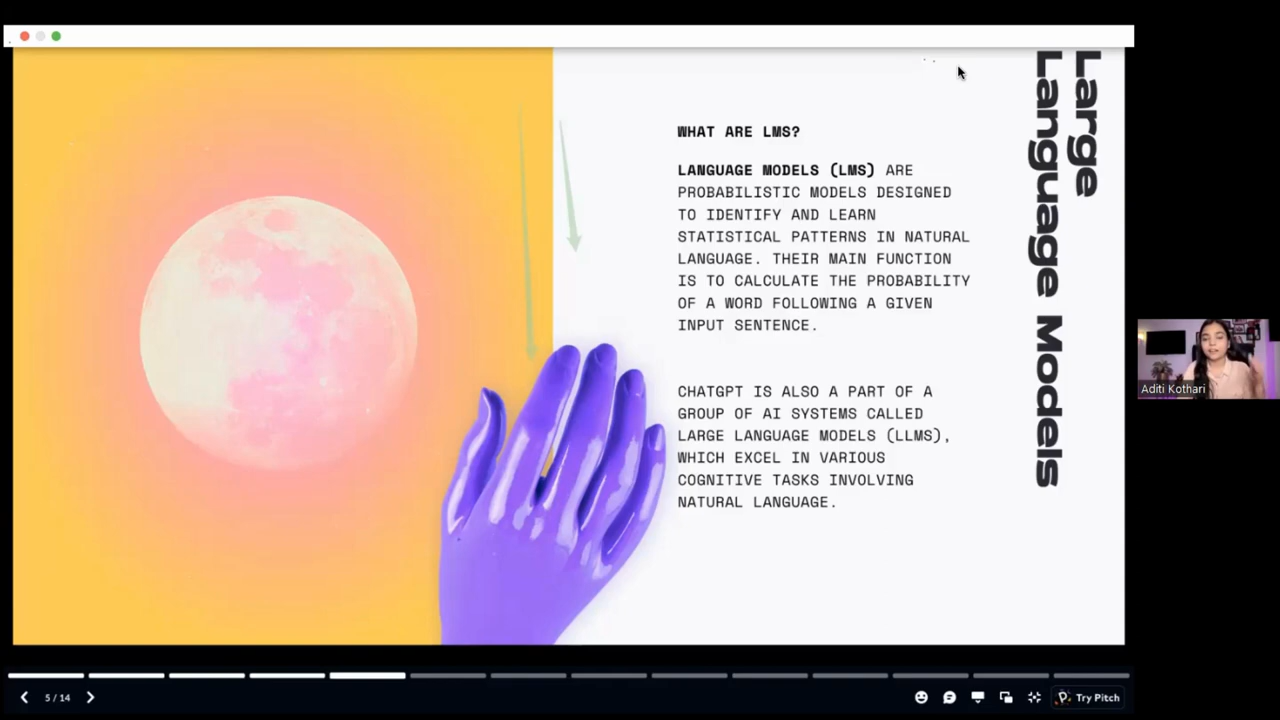 WHAT ARE LMS?
LANGUAGE MODELS (LMS) ARE
PROBABILISTIC MODELS DESIGNED
TO IDENTIFY AND LEARN
STATISTICAL PATTERNS IN NATURAL
LANGUAGE. THEIR MAIN FUNCTION
IS TO CALCULATE THE PROBABILITY
OF A WORD FOLLOWING A GIVEN
INPUT SENTENCE.
CHATGPT IS ALSO A PART OF A
GROUP OF AI SYSTEMS CALLED
LARGE LANGUAGE MODELS (LLMS),
WHICH EXCEL IN VARIOUS
COGNITIVE TASKS INVOLVING
NATURAL LANGUAGE.
Large
Language Models
Aditi Kothari
5 / 14
Try Pitch